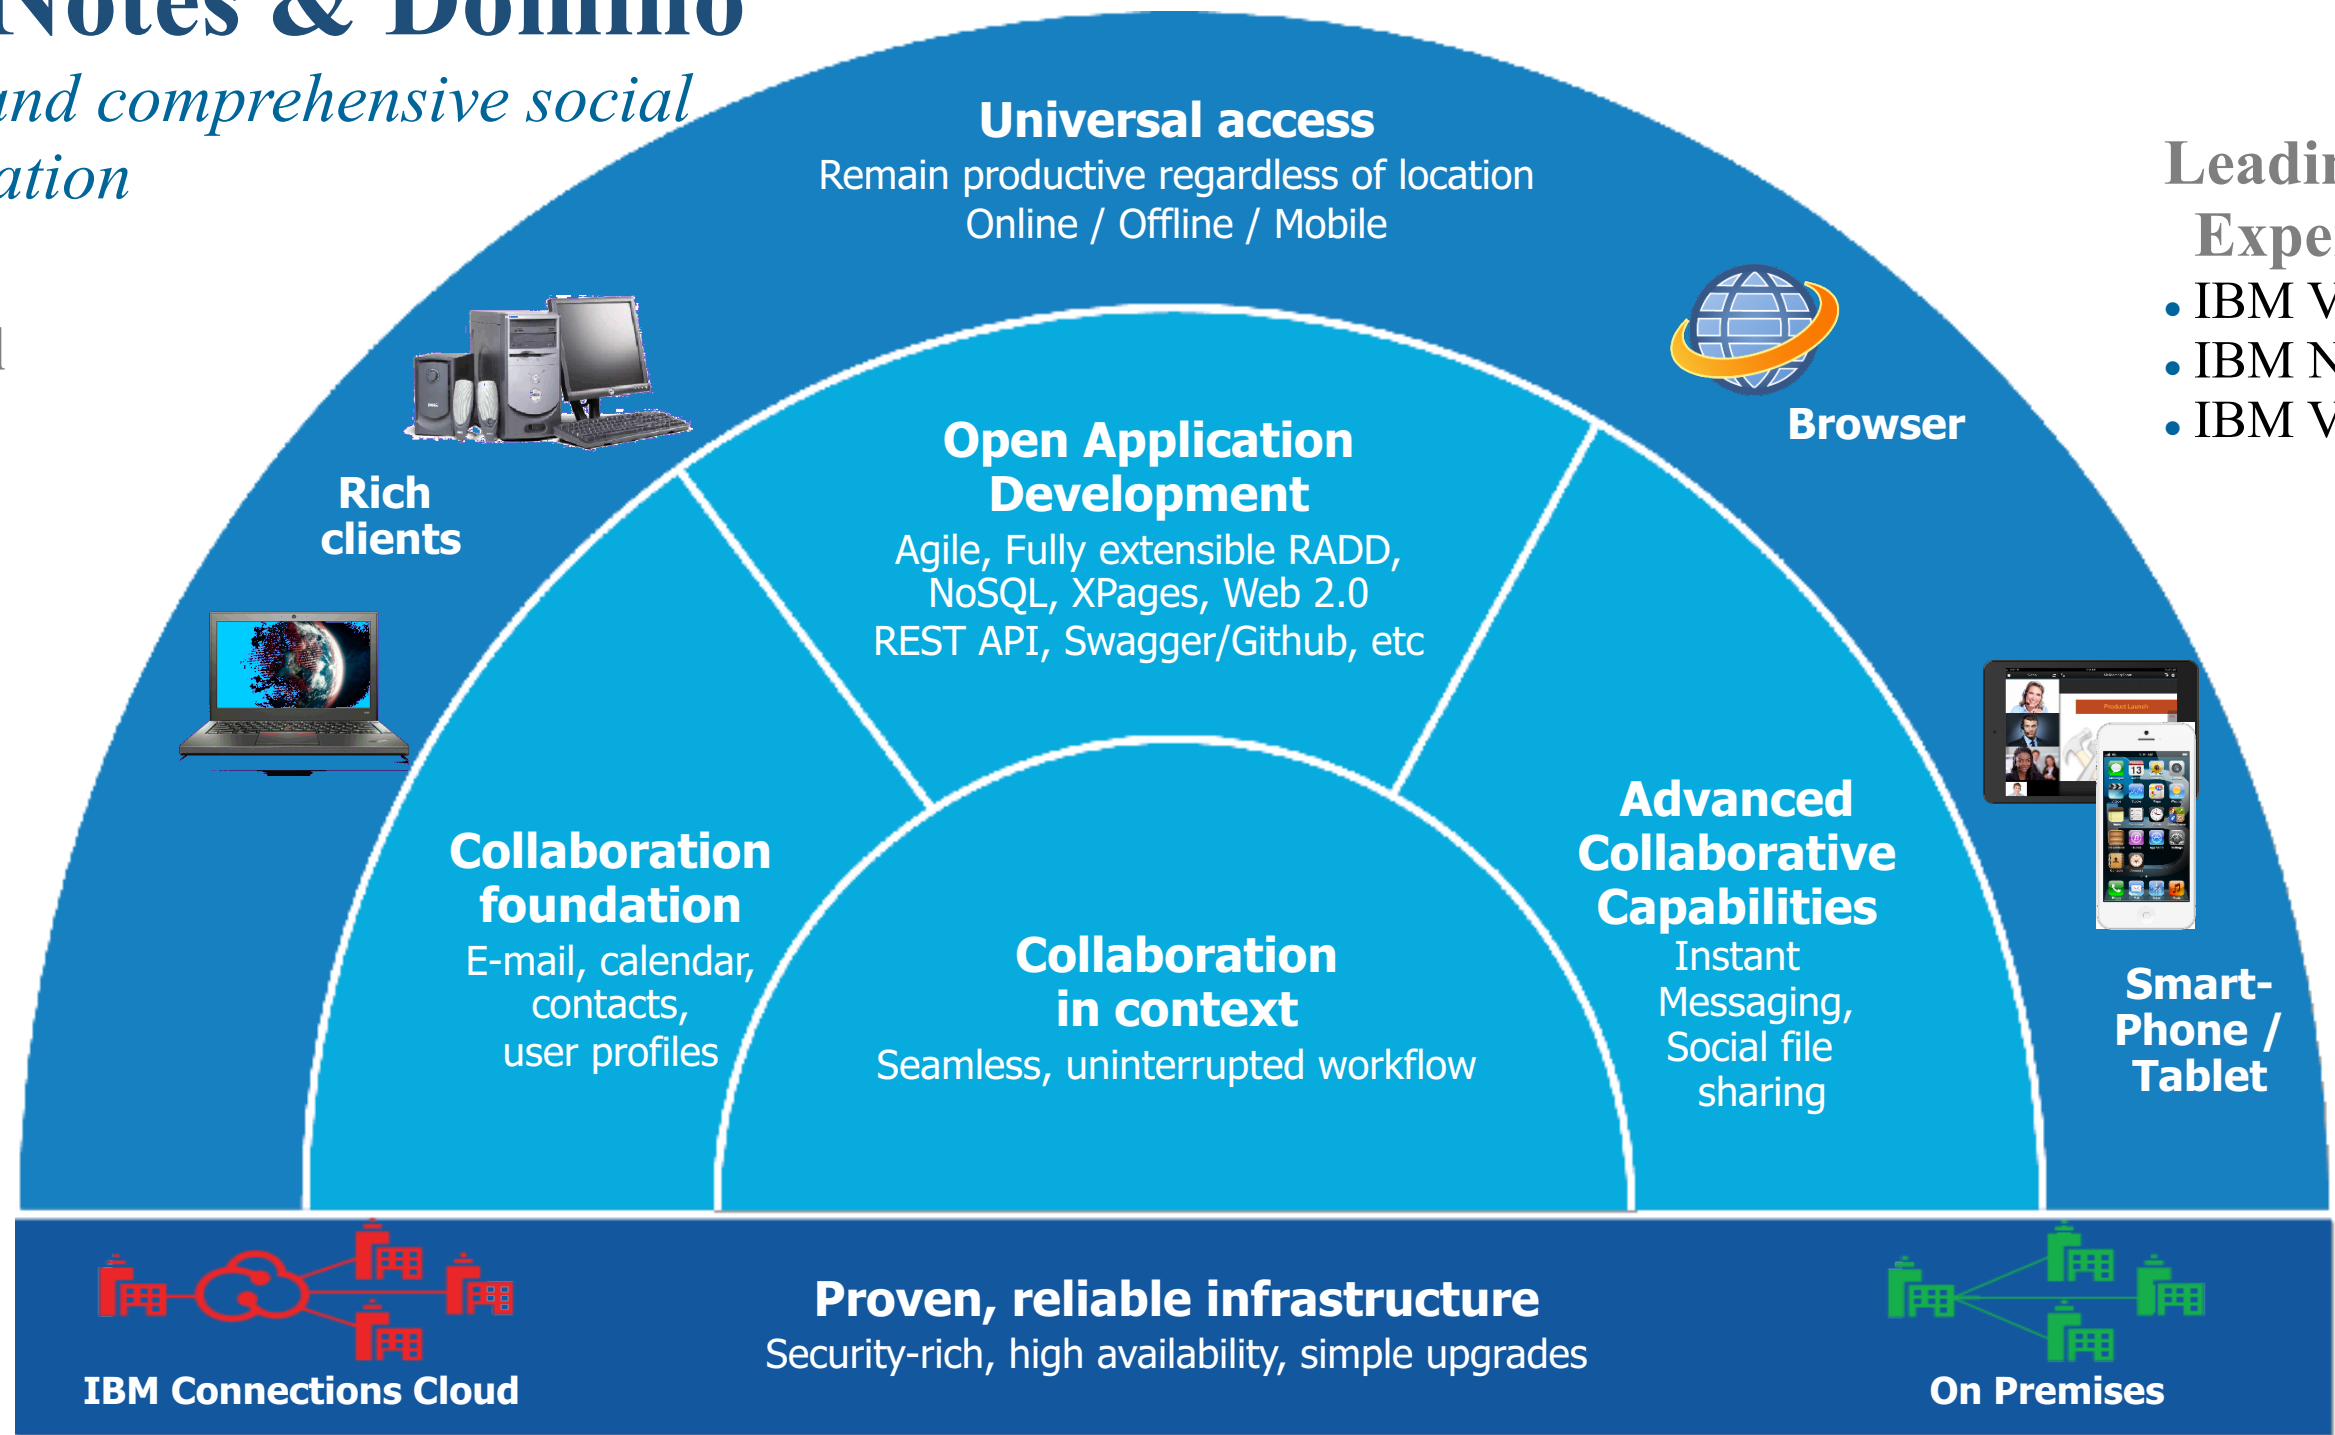 Notes & Domino
and comprehensive social
ation
Universal access
Remain productive regardless of location
Online / Offline / Mobile
Expe
• IBM V
• IBM N
• IBM V
Browser
Rich
clients
Open Application
Development
Agile, Fully extensible RADD,
NoSQL, XPages, Web 2.0
REST API, Swagger/Github, etc
Product Launch
Collaboration
foundation
E-mail, calendar,
contacts,
user profiles
Collaboration
in context
Seamless, uninterrupted workflow
Advanced
Collaborative
Capabilities
Instant
Messaging,
Social file
sharing
Smart-
Phone /
Tablet
Proven, reliable infrastructure
Security-rich, high availability, simple upgrades
IBM Connections Cloud
On Premises